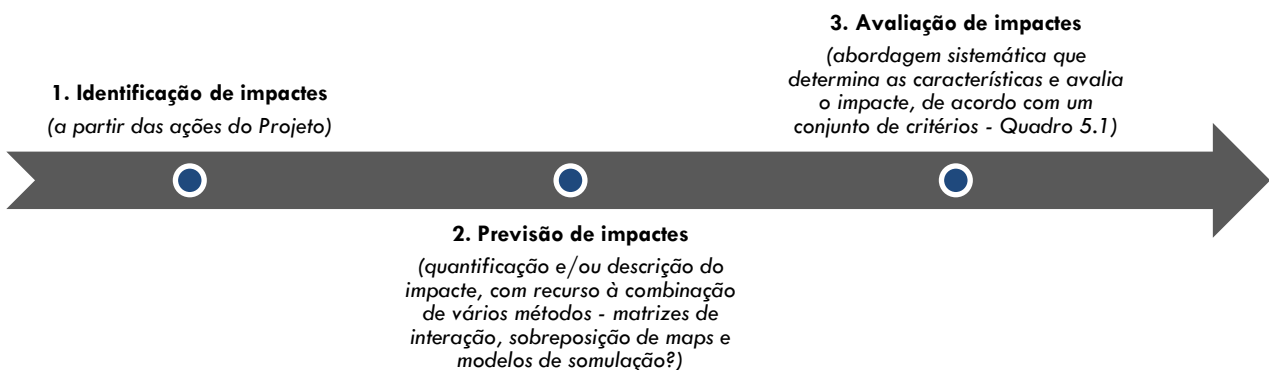 1. Identificação de impactes
(a partir das ações do Projeto)
2. Previsão de impactes
(quantificação e/ou descrição do
impacte, com recurso à combinação
de vários métodos - matrizes de
interação, sobreposição de maps e
modelos de somulação?)
3. Avaliação de impactes
(abordagem sistemática que
determina as características e avalia
o impacte, de acordo com um
conjunto de critérios - Quadro 5.1)